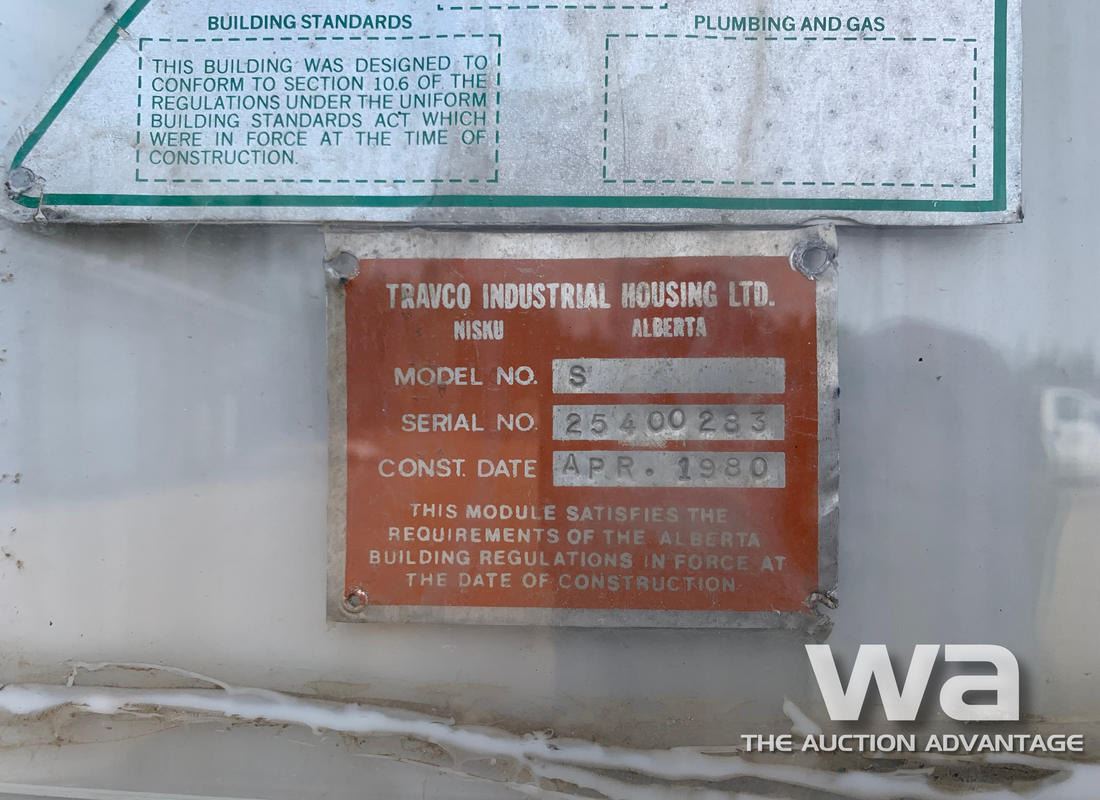 BUILDING STANDARDS
PLUMBING AND GAS
THIS BUILDING WAS DESIGNED TO
CONFORM TO SECTION 10.6 OF THE
REGULATIONS UNDER THE UNIFORM
BUILDING STANDARDS ACT WHICH
WERE IN FORCE AT THE TIME OF
CONSTRUCTION.
TRAVCO INDUSTRIAL HOUSING LTD.
NISKU ALBERTA
MODEL NO. S
SERIAL NO. 25400283
CONST. DATE APR. 1980
THIS MODULE SATISFIES THE
REQUIREMENTS OF THE ALBERTA
BUILDING REGULATIONS IN FORCE AT
THE DATE OF CONSTRUCTION
wa
THE AUCTION ADVANTAGE